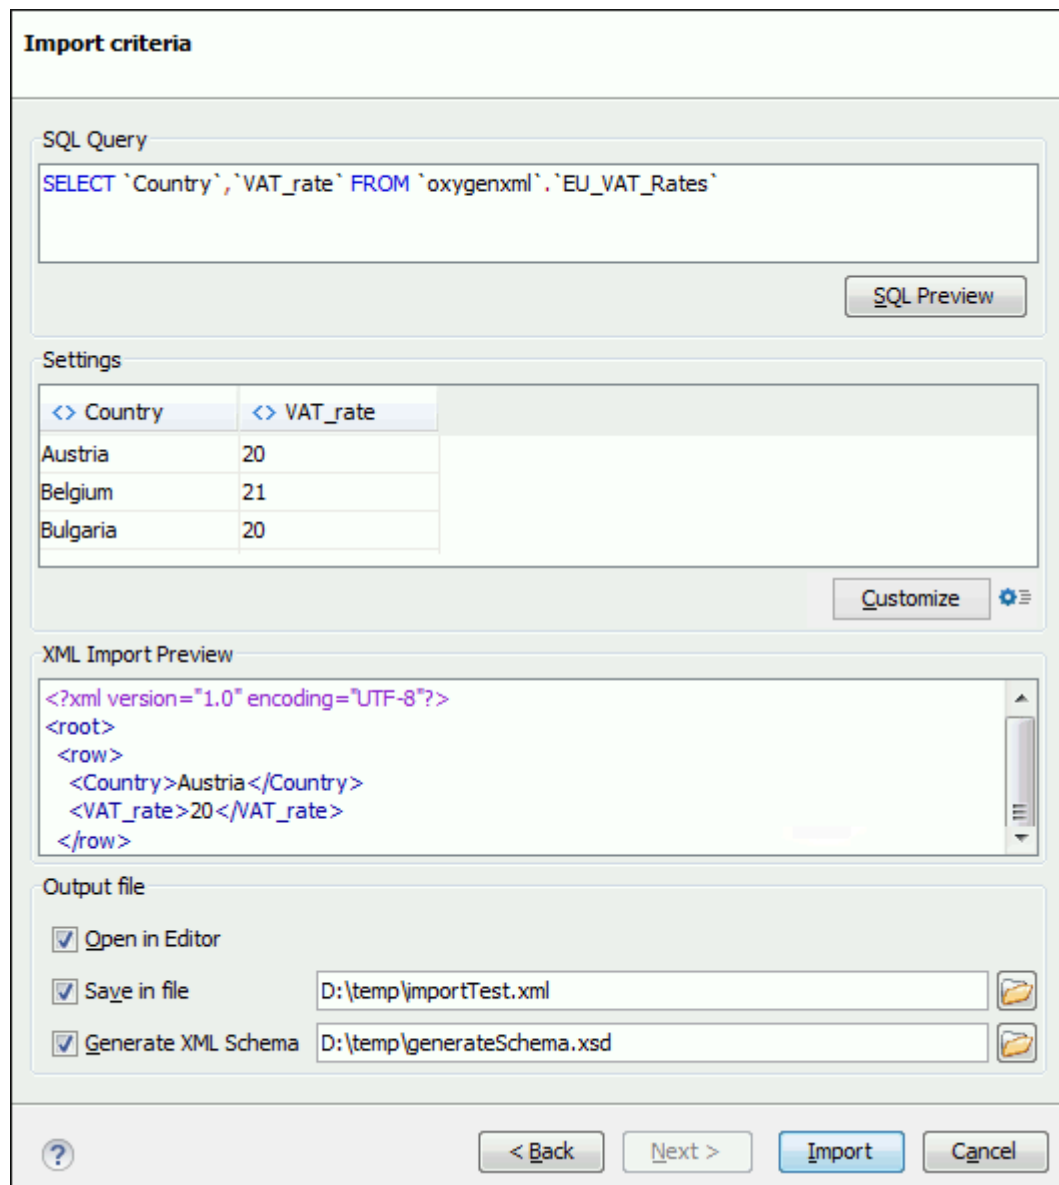 Import criteria
SQL Query
SELECT `Country`,`VAT_rate` FROM `oxygenxml`.`EU_VAT_Rates`
SQL Preview
Settings
<> Country <> VAT_rate
Austria 20
Belgium 21
Bulgaria 20
Customize
XML Import Preview
<?xml version="1.0" encoding="UTF-8"?>
<root>
<row>
<Country>Austria</Country>
<VAT_rate>20</VAT_rate>
</row>
Output file
Open in Editor
Save in file D:\temp\importTest.xml
Generate XML Schema D:\temp\generateSchema.xsd
? < Back Next > Import Cancel